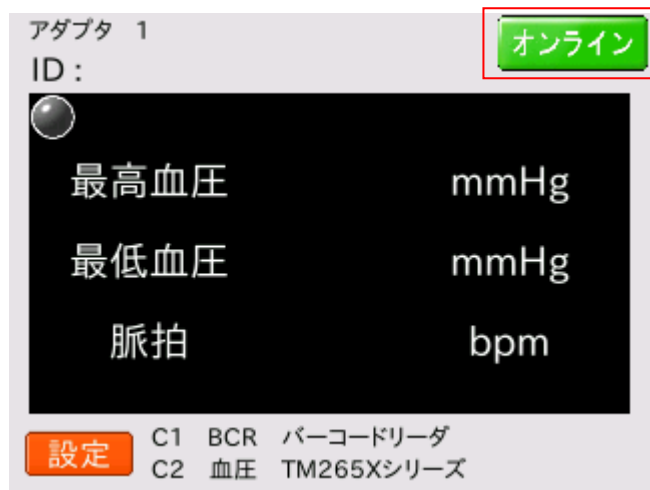 アダプタ 1
オンライン
ID :
最高血圧 mmHg
最低血圧 mmHg
脈拍 bpm
設定
C1 BCR バーコードリーダ
C2 血圧 TM265Xシリーズ